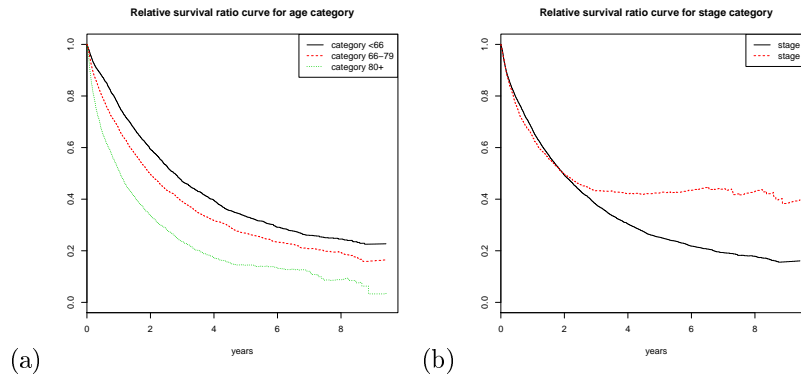 Relative survival ratio curve for age category
category <66
category 66−79
category 80+
1.0
0.8
0.6
0.4
0.2
0.0
0 2 4 6 8
years
(a)
Relative survival ratio curve for stage category
stage
stage
1.0
0.8
0.6
0.4
0.2
0.0
0 2 4 6 8
years
(b)